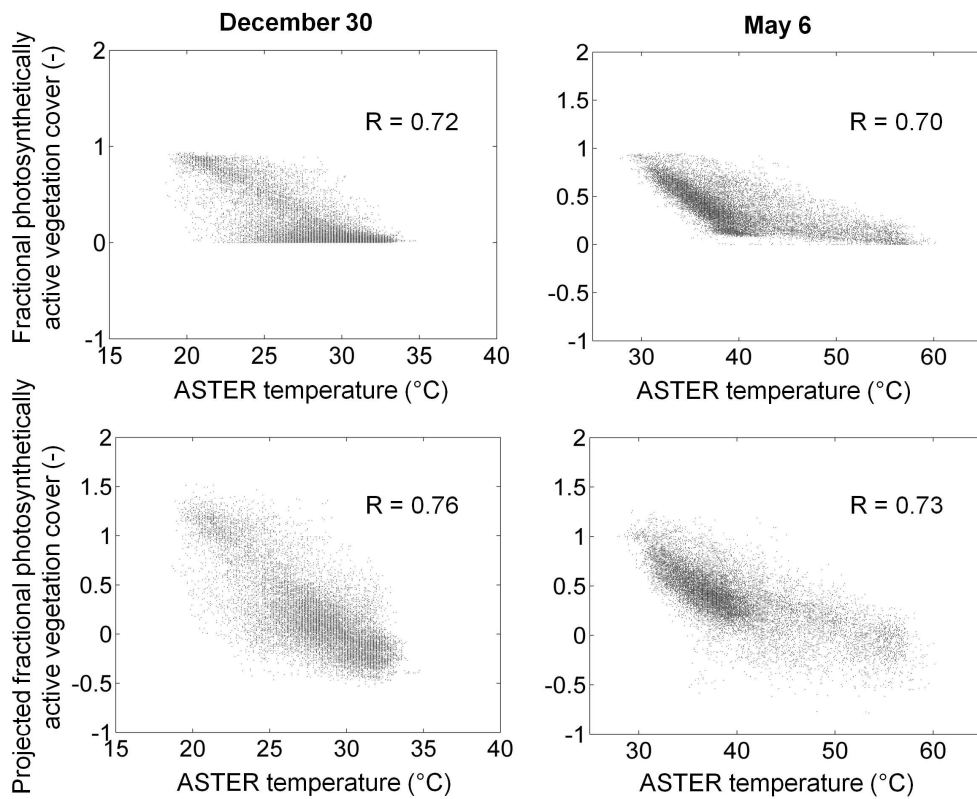 December 30
May 6
Fractional photosynthetically
active vegetation cover (-)
2
1
0
-1
15 20 25 30 35 40
R = 0.72
ASTER temperature (°C)
2
1.5
1
0.5
0
-0.5
-1
30 40 50 60
R = 0.70
ASTER temperature (°C)
Projected fractional photosynthetically
active vegetation cover (-)
2
1.5
1
0.5
0
-0.5
-1
15 20 25 30 35 40
R = 0.76
ASTER temperature (°C)
2
1.5
1
0.5
0
-0.5
-1
30 40 50 60
R = 0.73
ASTER temperature (°C)